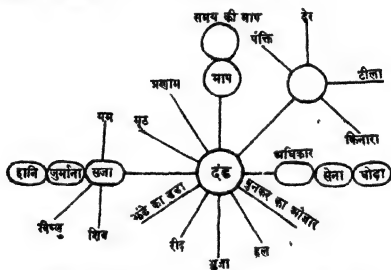 समय की माप
ढेर
पंक्ति
माप
टीला
प्रणाम
यम
मूठ
किनारा
अधिकार
हानि
जुर्माना
सजा
दंड
सेना
घोड़ा
झंडे का डंडा
बुनकर का औजार
विष्णु
शिव
रीढ़
भुजा
हल